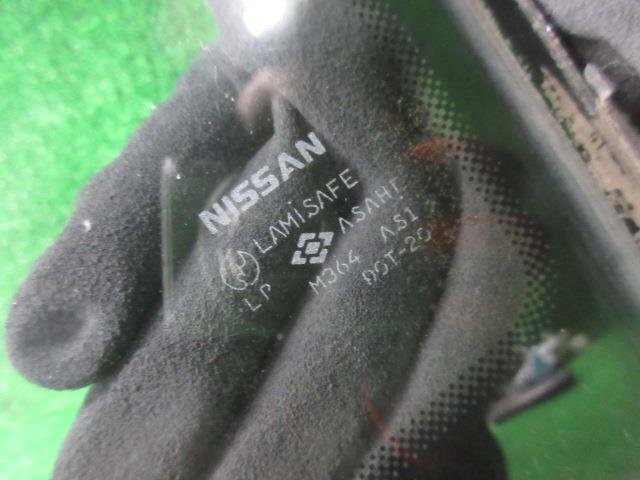 NISSAN
LAMISAFE
ASAHI
LP M364 AS1
DOT-20